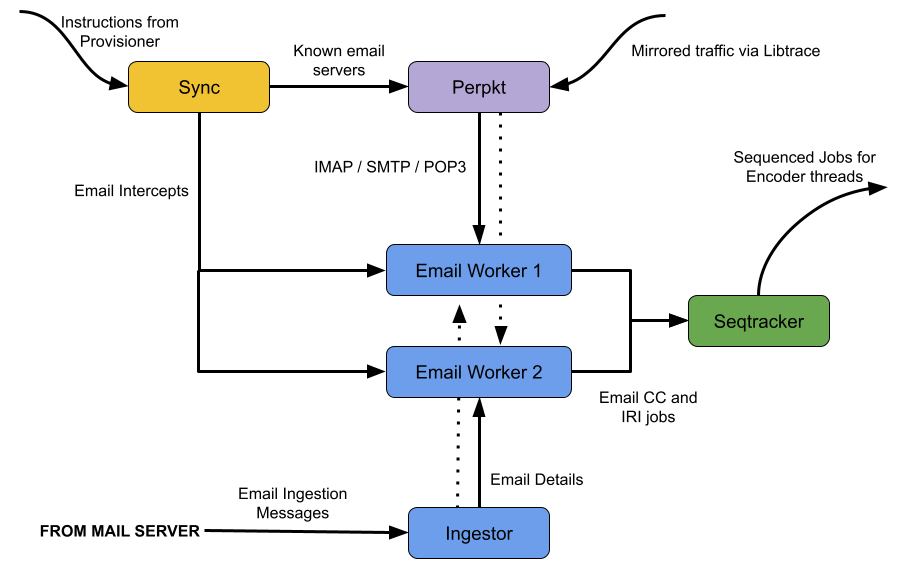 Instructions from
Provisioner
Known email
servers
Mirrored traffic via Libtrace
Sync
Perpkt
Sequenced Jobs for
Encoder threads
IMAP / SMTP / POP3
Email Intercepts
Email Worker 1
Seqtracker
Email Worker 2
Email CC and
IRI jobs
Email Details
Email Ingestion
Messages
FROM MAIL SERVER
Ingestor